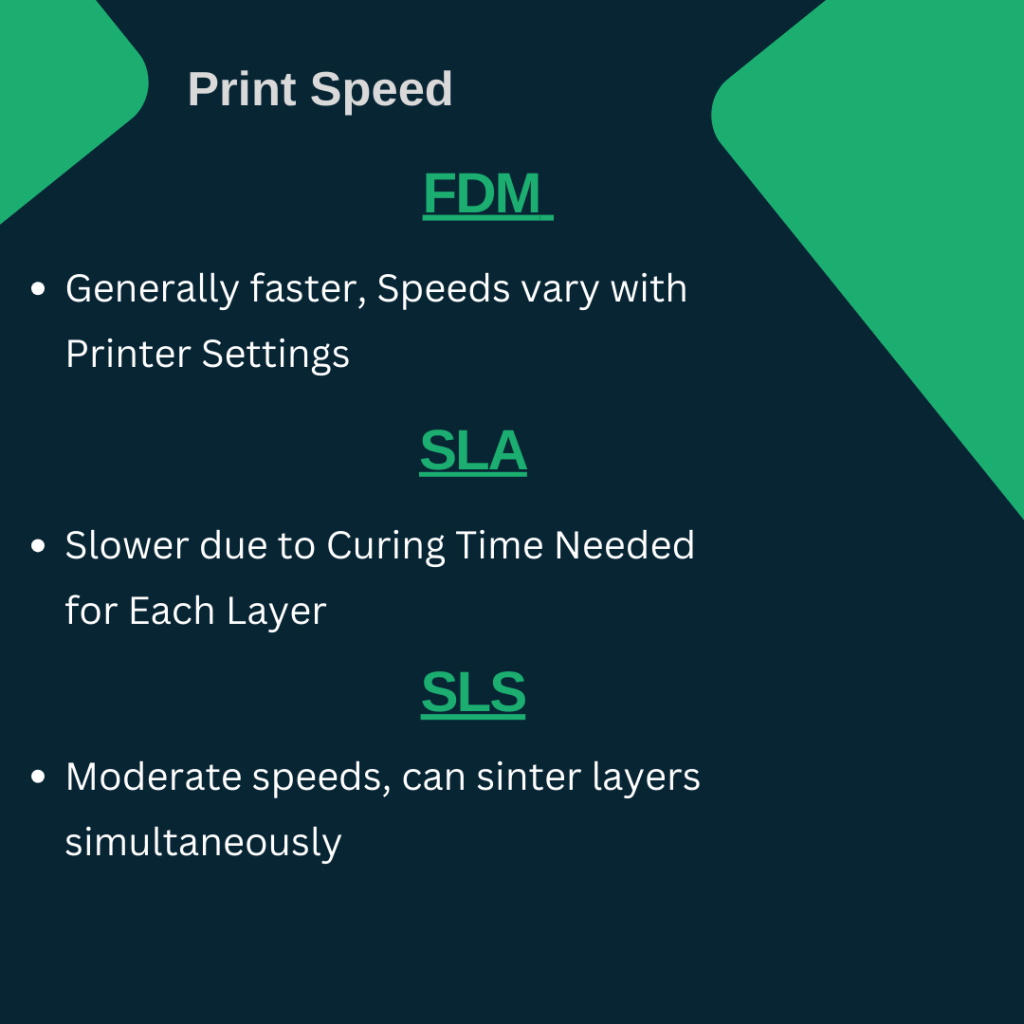 Print Speed
FDM
• Generally faster, Speeds vary with
Printer Settings
SLA
• Slower due to Curing Time Needed
for Each Layer
SLS
• Moderate speeds, can sinter layers
simultaneously